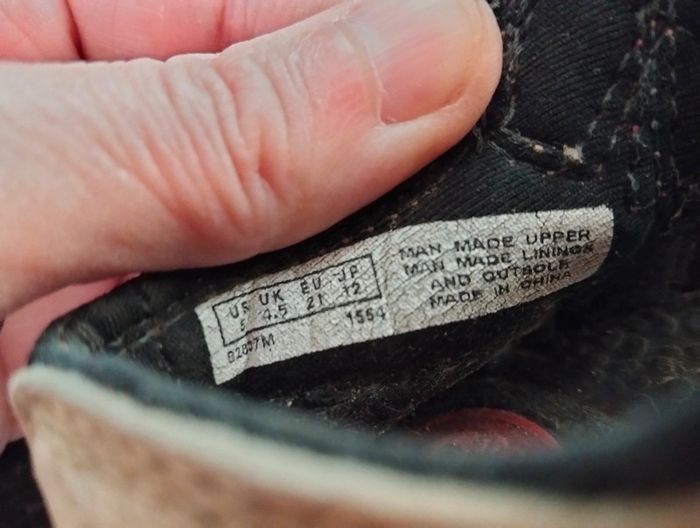 US UK EU JP
5 4.5 21 12
1554
MAN MADE UPPER
MAN MADE LININGS
AND OUTSOLE
MADE IN CHINA